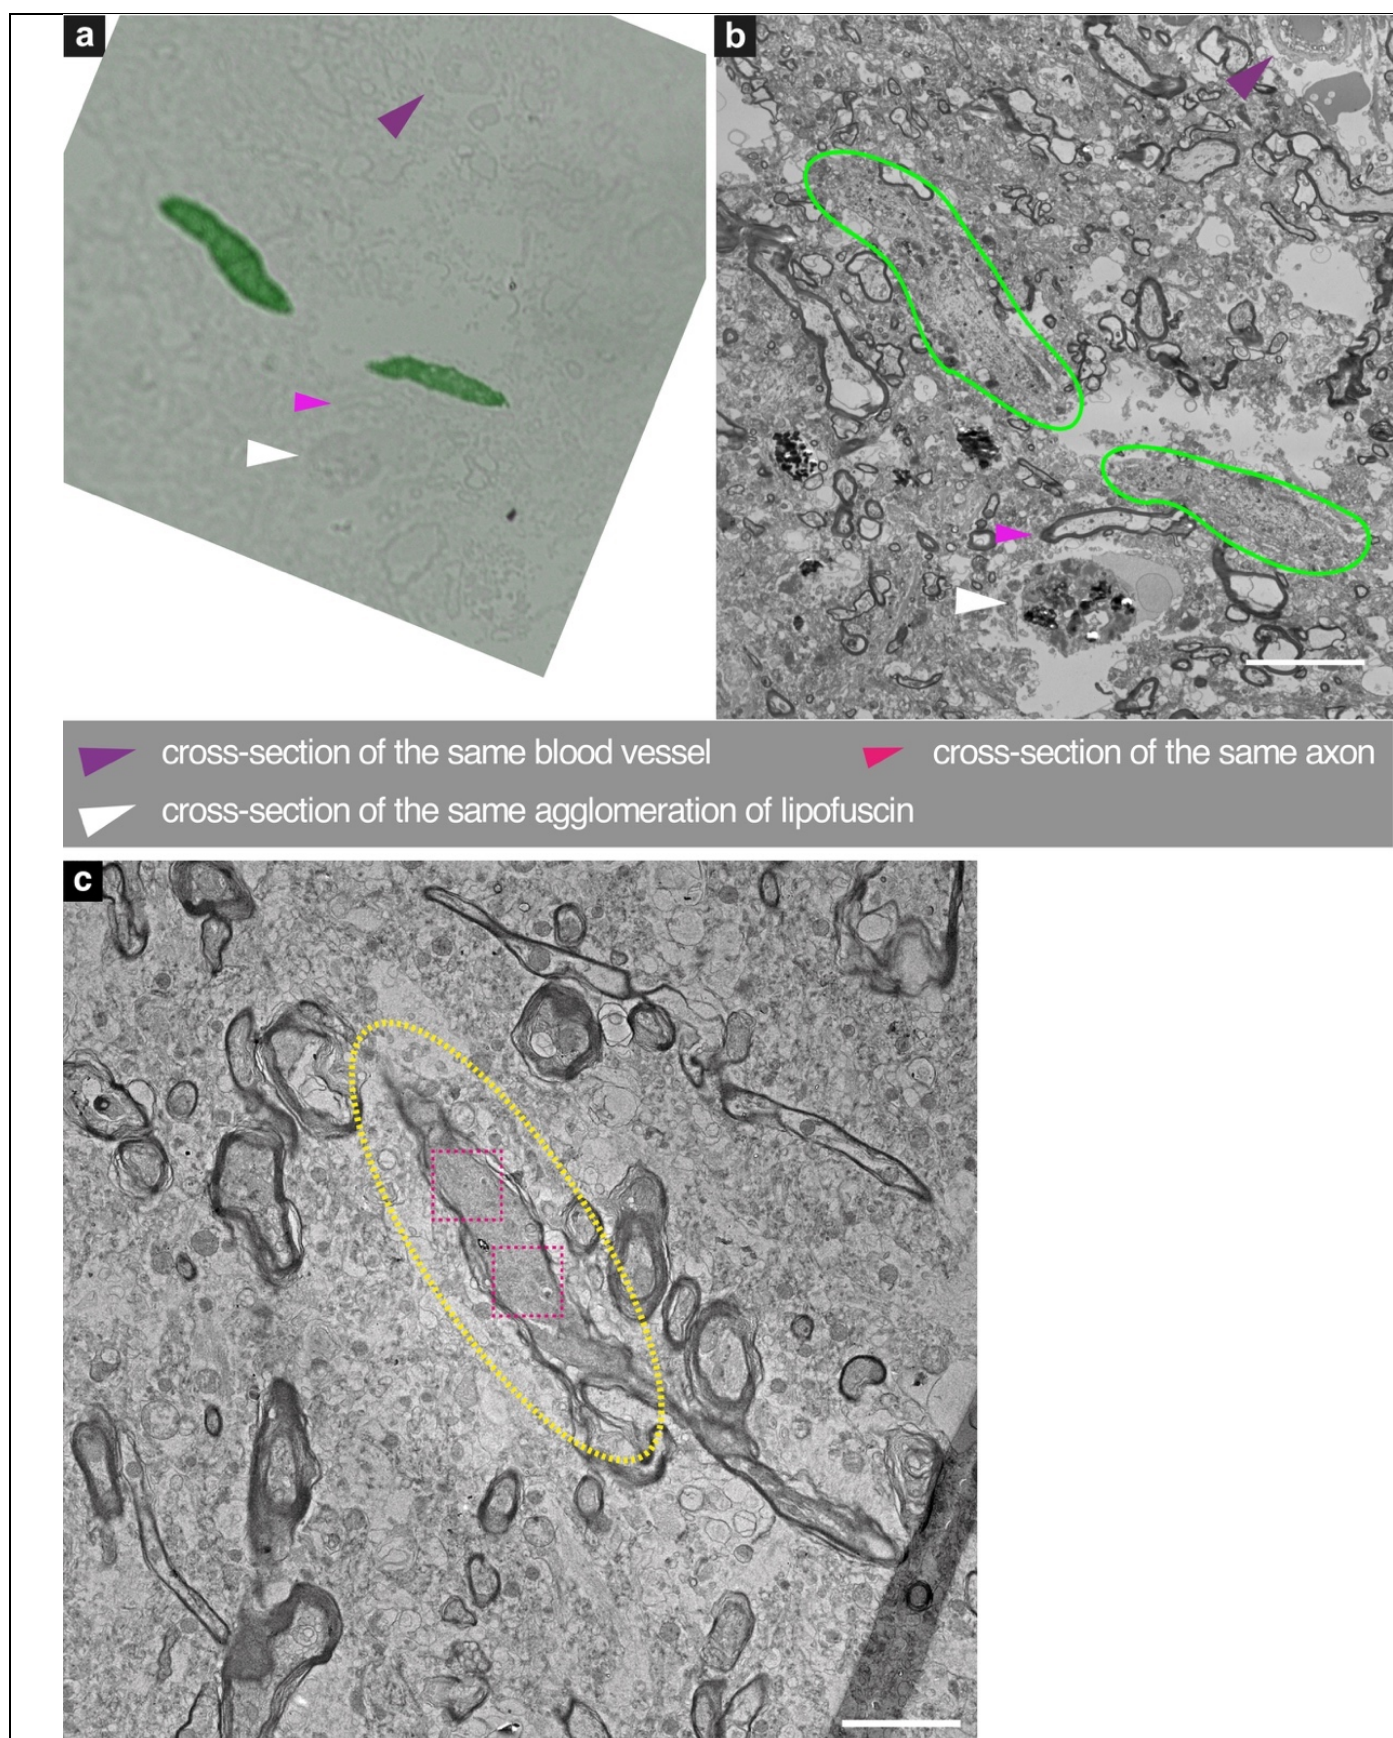 a
b
cross-section of the same blood vessel
cross-section of the same axon
cross-section of the same agglomeration of lipofuscin
c